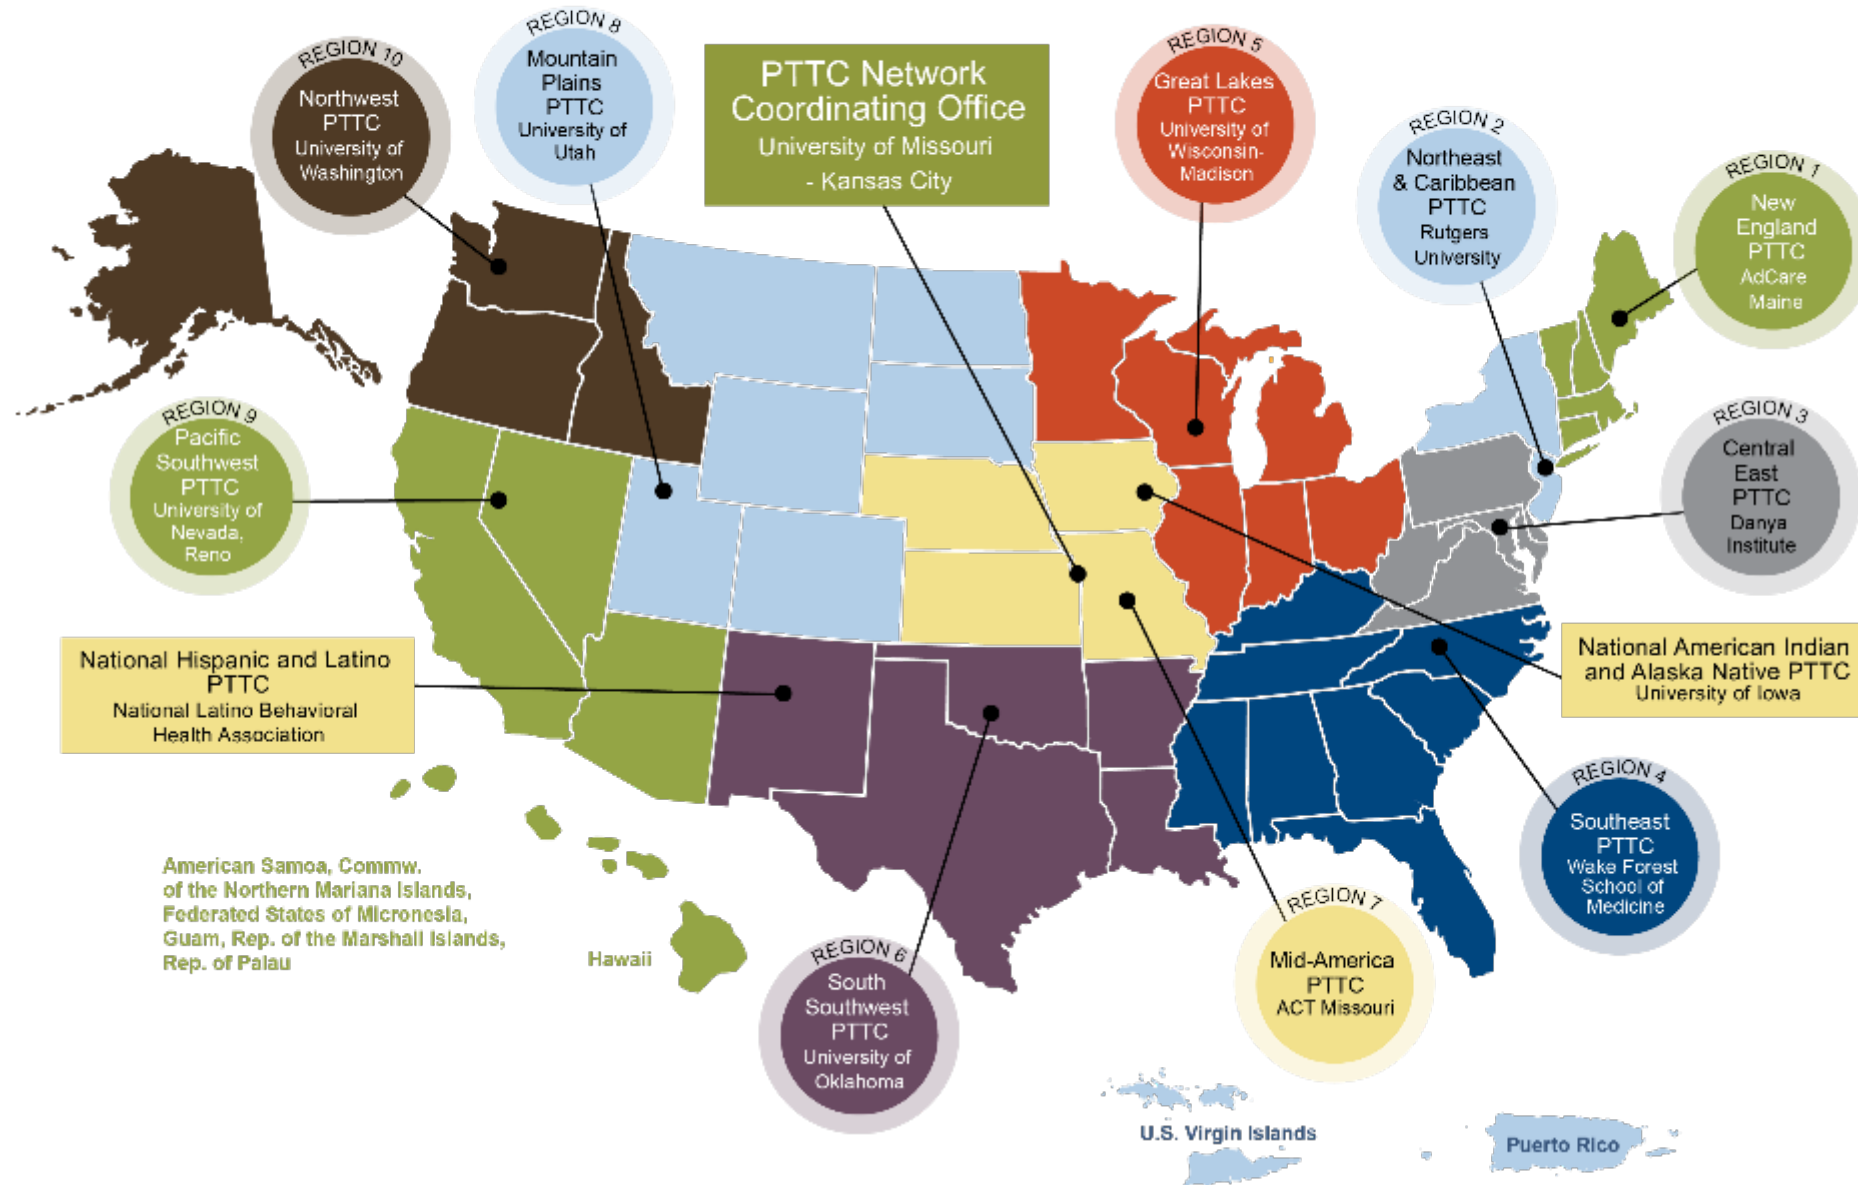 REGION 10
Northwest
PTTC
University of
Washington
REGION 8
Mountain
Plains
PTTC
University of
Utah
PTTC Network
Coordinating Office
University of Missouri
- Kansas City
REGION 5
Great Lakes
PTTC
University of
Wisconsin-
Madison
REGION 2
Northeast
& Caribbean
PTTC
Rutgers
University
REGION 1
New
England
PTTC
AdCare
Maine
REGION 9
Pacific
Southwest
PTTC
University of
Nevada,
Reno
REGION 3
Central
East
PTTC
Danya
Institute
National Hispanic and Latino
PTTC
National Latino Behavioral
Health Association
National American Indian
and Alaska Native PTTC
University of Iowa
REGION 4
Southeast
PTTC
Wake Forest
School of
Medicine
American Samoa, Commw.
of the Northern Mariana Islands,
Federated States of Micronesia,
Guam, Rep. of the Marshall Islands,
Rep. of Palau
Hawaii
REGION 6
South
Southwest
PTTC
University of
Oklahoma
REGION 7
Mid-America
PTTC
ACT Missouri
U.S. Virgin Islands
Puerto Rico